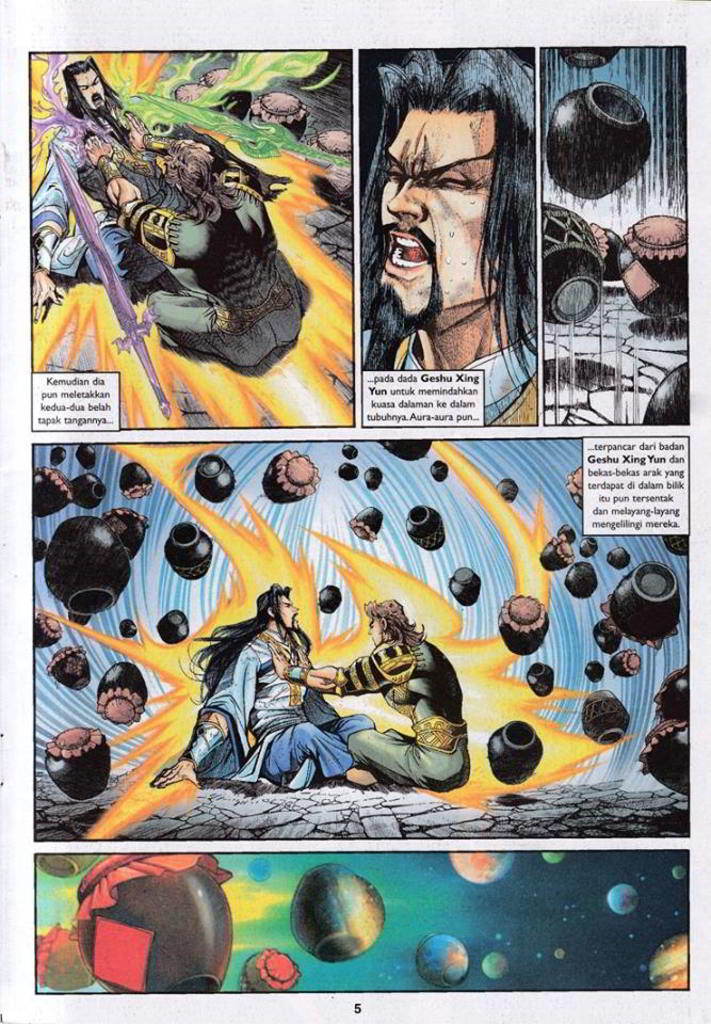 Kemudian dia
pun meletakkan
kedua-dua belah
tapak tangannya...
...pada dada Geshu Xing
Yun untuk memindahkan
kuasa dalaman ke dalam
tubuhnya. Aura-aura pun...
...terpancar dari badan
Geshu Xing Yun dan
bekas-bekas arak yang
terdapat di dalam bilik
itu pun tersentak
dan melayang-layang
mengelilingi mereka.
5